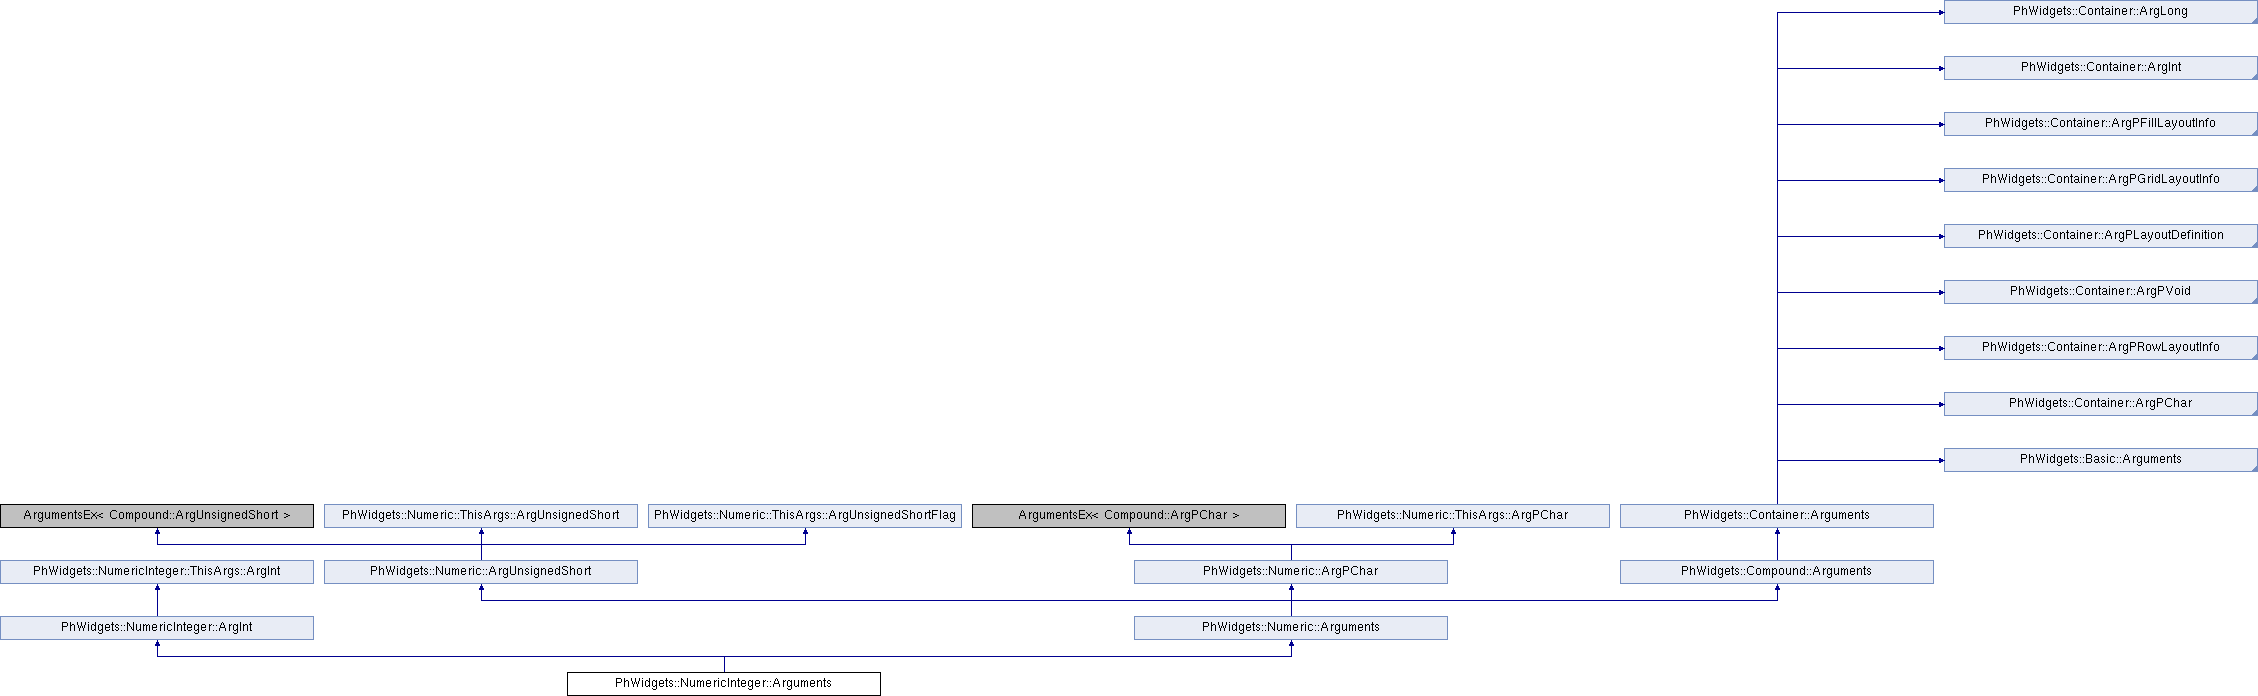 PhWidgets::Container::ArgLong
PhWidgets::Container::ArgInt
PhWidgets::Container::ArgPFillLayoutInfo
PhWidgets::Container::ArgPGridLayoutInfo
PhWidgets::Container::ArgPLayoutDefinition
PhWidgets::Container::ArgPVoid
PhWidgets::Container::ArgPRowLayoutInfo
PhWidgets::Container::ArgPChar
PhWidgets::Basic::Arguments
ArgumentsEx< Compound::ArgUnsignedShort >
PhWidgets::Numeric::ThisArgs::ArgUnsignedShort
PhWidgets::Numeric::ThisArgs::ArgUnsignedShortFlag
ArgumentsEx< Compound::ArgPChar >
PhWidgets::Numeric::ThisArgs::ArgPChar
PhWidgets::Container::Arguments
PhWidgets::NumericInteger::ThisArgs::ArgInt
PhWidgets::Numeric::ArgUnsignedShort
PhWidgets::Numeric::ArgPChar
PhWidgets::Compound::Arguments
PhWidgets::NumericInteger::ArgInt
PhWidgets::Numeric::Arguments
PhWidgets::NumericInteger::Arguments